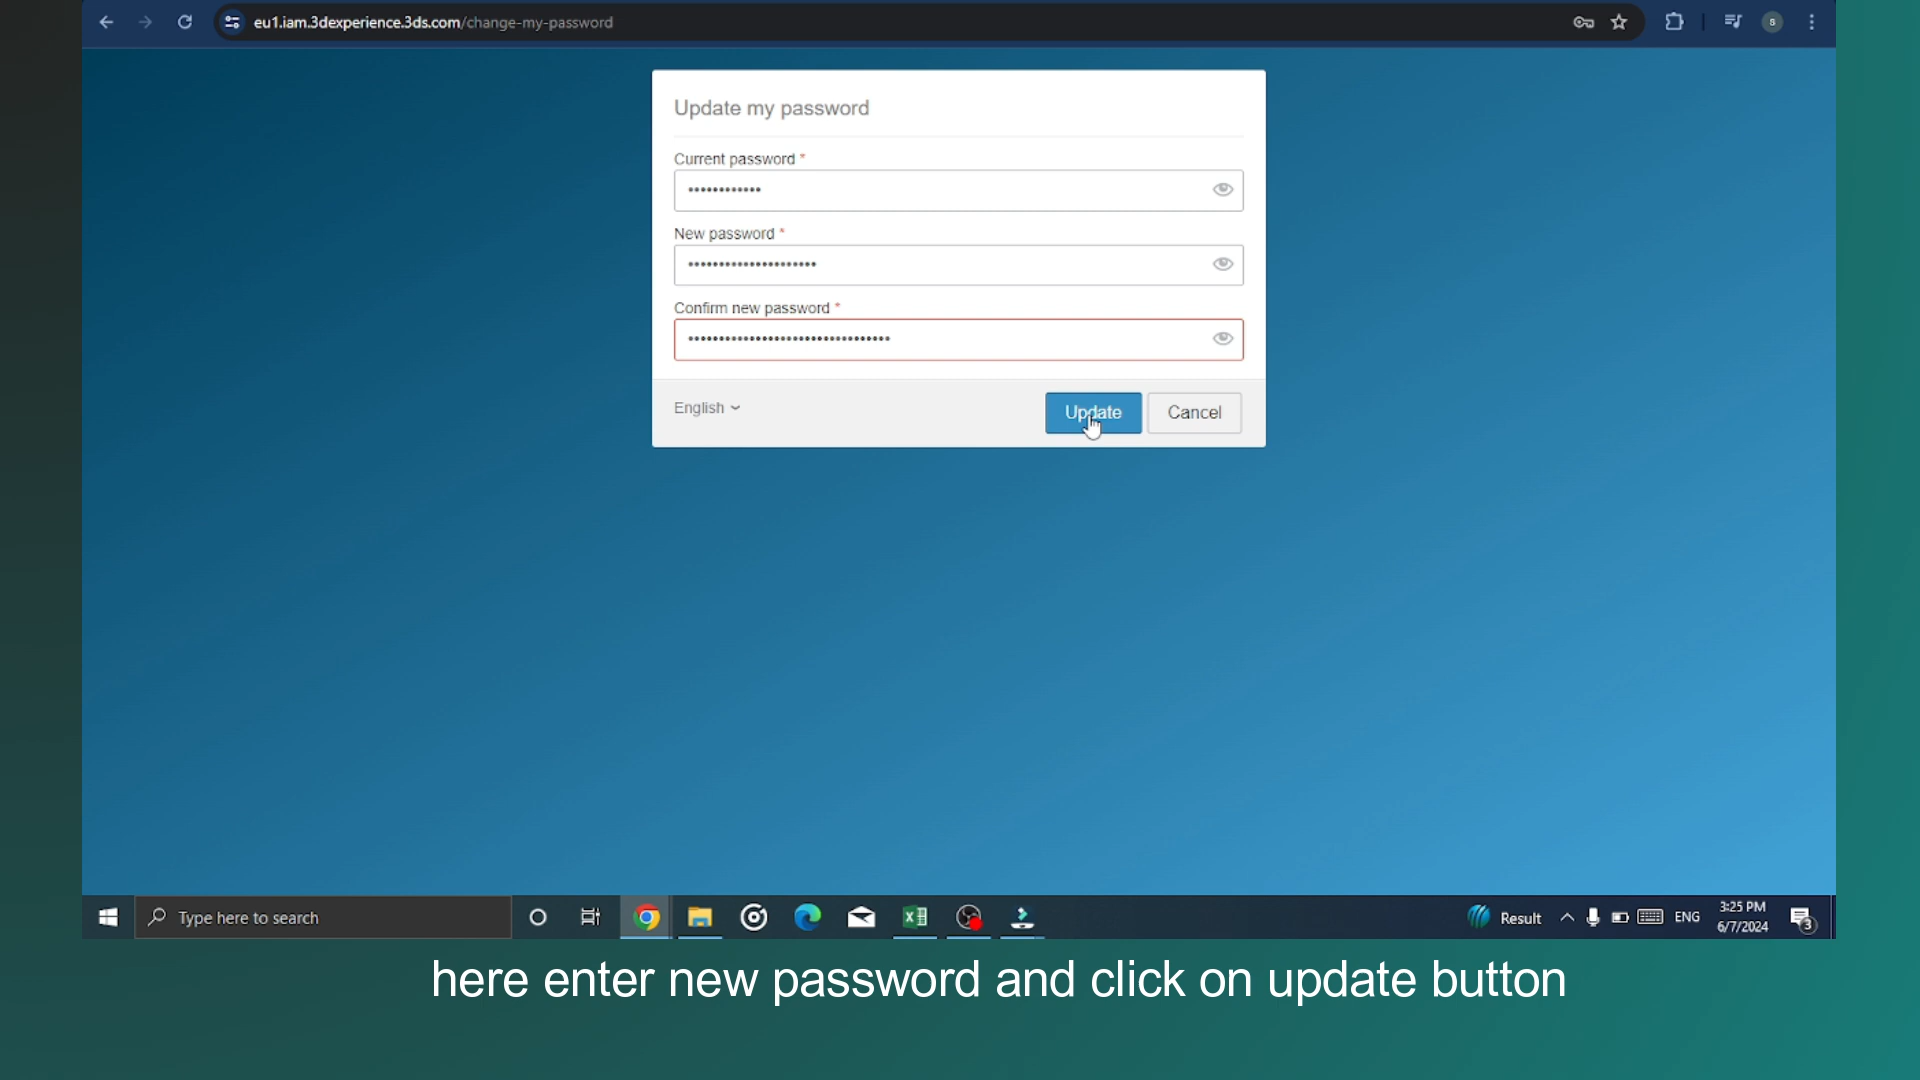 eu1.iam.3dexperience.3ds.com/change-my-password
S
Update my password
Current password *
••••••••••••
New password *
•••••••••••••••••••••
Confirm new password *
•••••••••••••••••••••••••••••••••
English
Update
Cancel
Type here to search
Result
ENG
3:25 PM
6/7/2024
3
here enter new password and click on update button